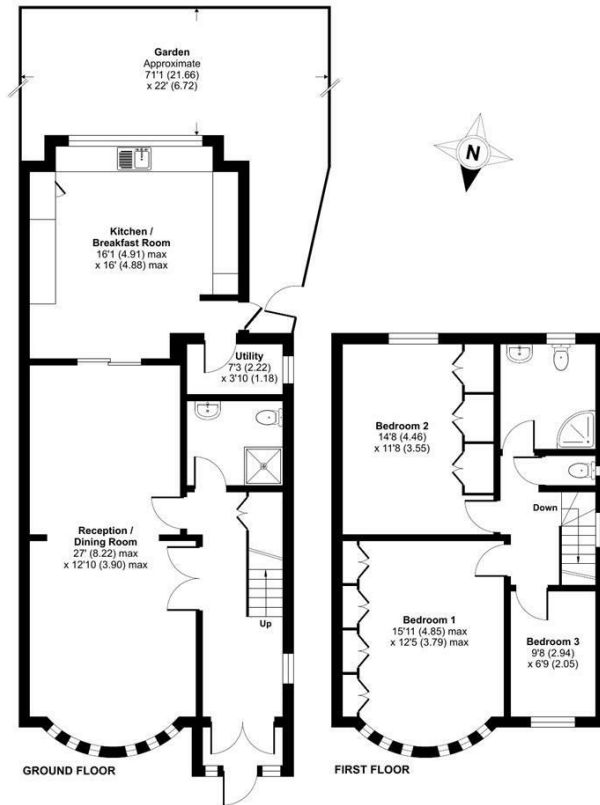 Garden
Approximate
71'1 (21.66)
x 22' (6.72)
N
Kitchen /
Breakfast Room
16'1 (4.91) max
x 16' (4.88) max
Utility
7'3 (2.22)
x 3'10 (1.18)
Reception /
Dining Room
27' (8.22) max
x 12'10 (3.90) max
Up
GROUND FLOOR
Bedroom 2
14'8 (4.46)
x 11'8 (3.55)
Down
Bedroom 1
15'11 (4.85) max
x 12'5 (3.79) max
Bedroom 3
9'8 (2.94)
x 6'9 (2.05)
FIRST FLOOR